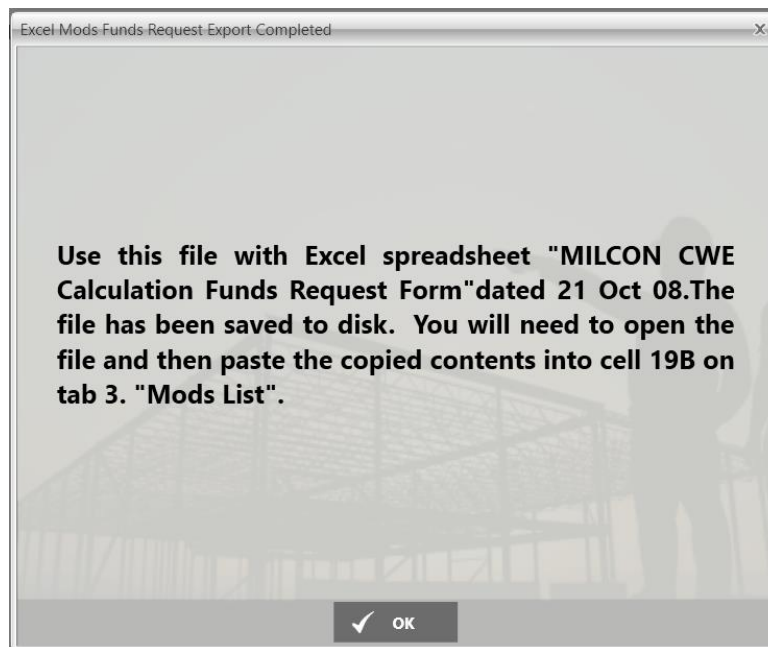 Excel Mods Funds Request Export Completed
Use this file with Excel spreadsheet "MILCON CWE
Calculation Funds Request Form"dated 21 Oct 08.The
file has been saved to disk.  You will need to open the
file and then paste the copied contents into cell 19B on
tab 3. "Mods List".
OK